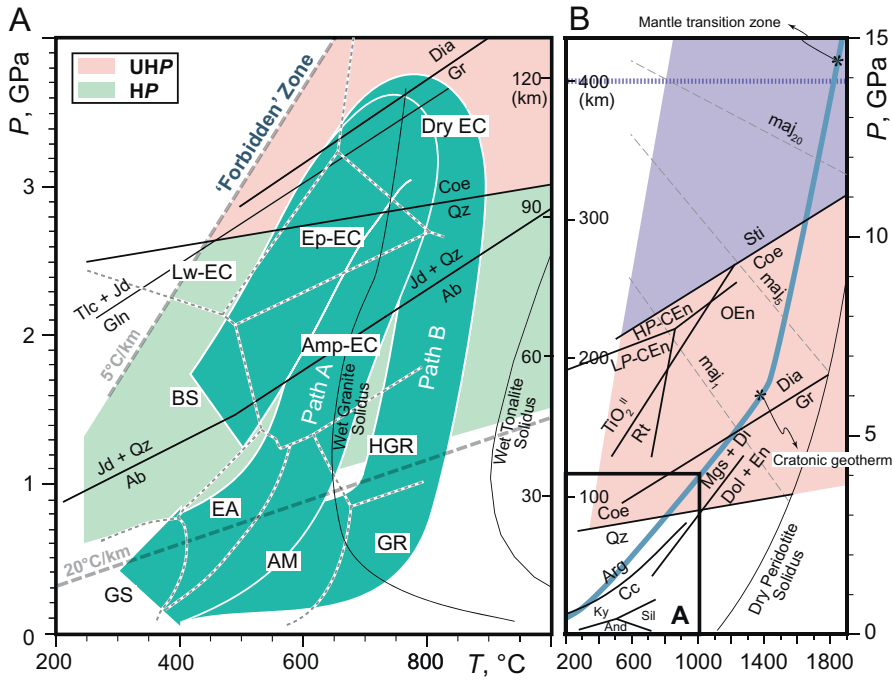 A
P, GPa
UHP
HP
'Forbidden' Zone
Dia
Gr
120
(km)
Dry EC
Coe
Qz
90
Ep-EC
Lw-EC
Jd + Qz
Ab
Tlc + Jd
Gln
5°C/km
Amp-EC
60
BS
Path A
Wet Granite
Solidus
Path B
Wet Tonalite
Solidus
Jd + Qz
Ab
HGR
30
EA
AM
GR
GS
20°C/km
0
1
2
3
200
400
600
800
T, °C
B
Mantle transition zone
15
400
(km)
maj20
P, GPa
300
10
Sti
Coe
maj5
OEn
HP-CEn
LP-CEn
200
maj1
TiO2II
Rt
Dia
Gr
5
Mgs + Di
Dol + En
Cratonic geotherm
100
Coe
Qz
Arg
Cc
Ky
Sil
And
A
Dry Peridotite
Solidus
0
200
600
1000
1400
1800